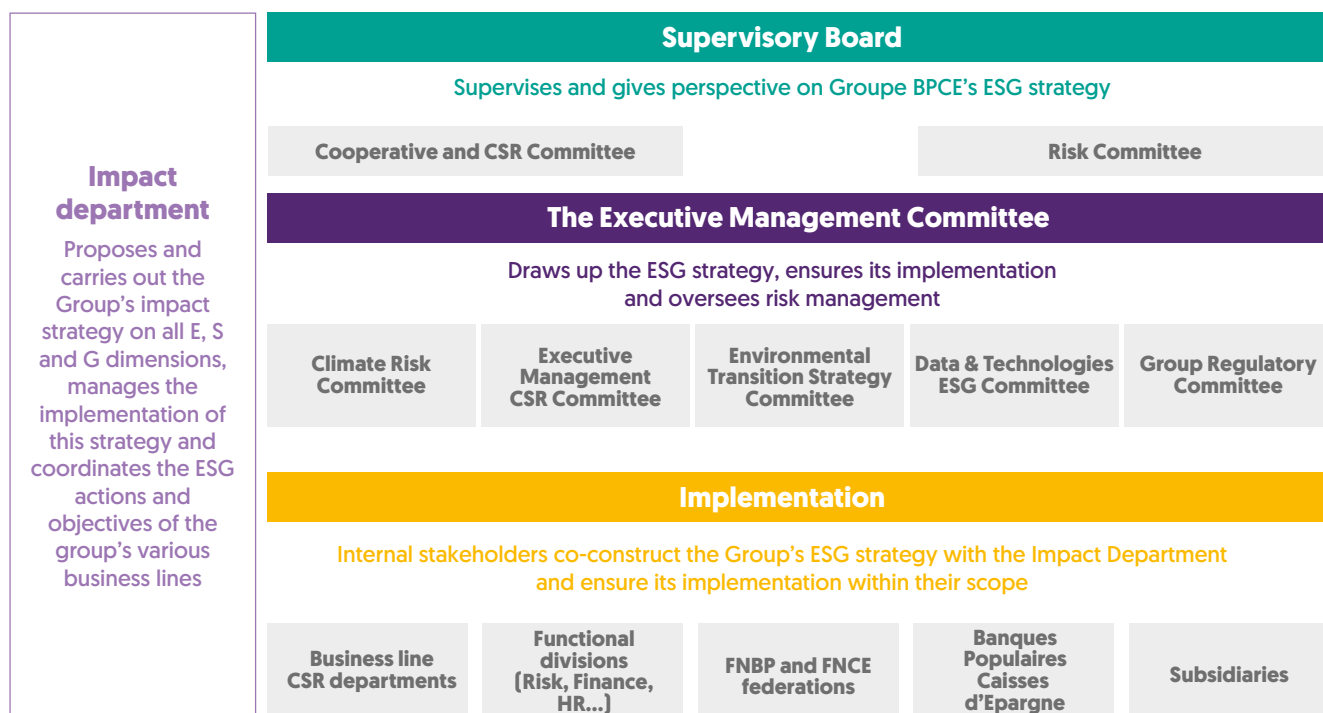 Impact
department
Proposes and
carries out the
Group's impact
strategy on all E, S
and G dimensions,
manages the
implementation of
this strategy and
coordinates the ESG
actions and
objectives of the
group's various
business lines
Supervisory Board
Supervises and gives perspective on Groupe BPCE's ESG strategy
Cooperative and CSR Committee
Risk Committee
The Executive Management Committee
Draws up the ESG strategy, ensures its implementation
and oversees risk management
Climate Risk
Committee
Executive
Management
CSR Committee
Environmental
Transition Strategy
Committee
Data & Technologies
ESG Committee
Group Regulatory
Committee
Implementation
Internal stakeholders co-construct the Group's ESG strategy with the Impact Department
and ensure its implementation within their scope
Business line
CSR departments
Functional
divisions
(Risk, Finance,
HR...)
FNBP and FNCE
federations
Banques
Populaires
Caisses
d'Epargne
Subsidiaries